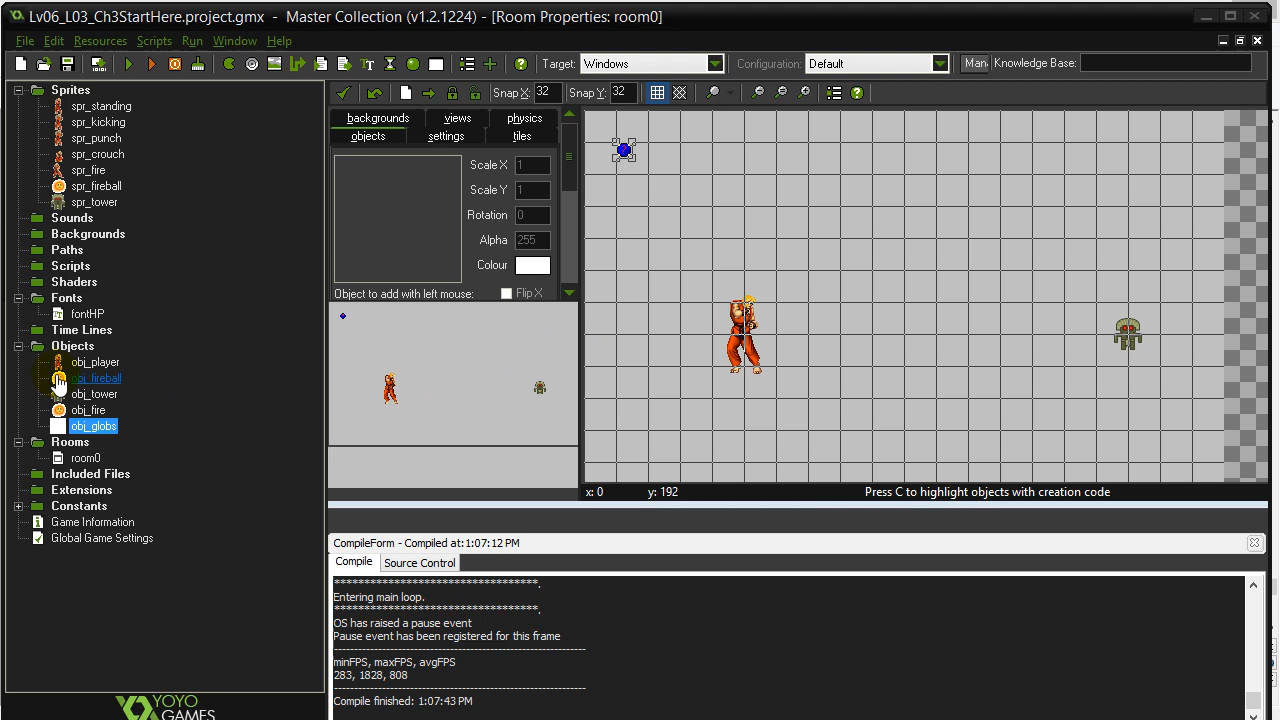 Lv06_L03_Ch3StartHere.project.gmx - Master Collection (v1.2.1224) - [Room Properties: room0]
File Edit Resources Scripts Run Window Help
Target: Windows Configuration: Default Man Knowledge Base:
Sprites
spr_standing
spr_kicking
spr_punch
spr_crouch
spr_fire
spr_fireball
spr_tower
Sounds
Backgrounds
Paths
Scripts
Shaders
Fonts
fontHP
Time Lines
Objects
obj_player
obj_fireball
obj_tower
obj_fire
obj_globs
Rooms
room0
Included Files
Extensions
Constants
Game Information
Global Game Settings
YOYO
GAMES
Snap X: 32 Snap Y: 32
backgrounds views physics
objects settings tiles
Scale X 1
Scale Y 1
Rotation 0
Alpha 255
Colour
Object to add with left mouse: Flip X
x: 0 y: 192 Press C to highlight objects with creation code
CompileForm - Compiled at: 1:07:12 PM
Compile Source Control
***********************************.
Entering main loop.
***********************************.
OS has raised a pause event
Pause event has been registered for this frame
minFPS, maxFPS, avgFPS
283, 1828, 808
Compile finished: 1:07:43 PM